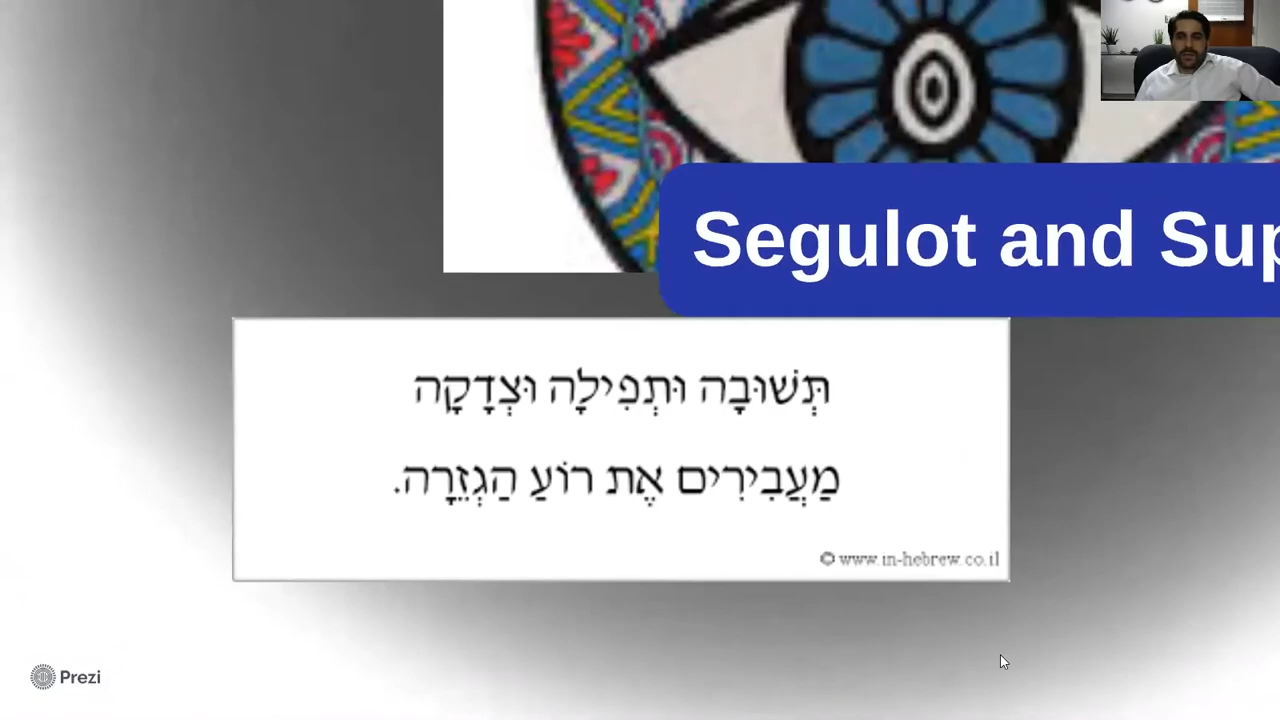 Segulot and Sup
תְּשׁוּבָה וּתְפִילָה וּצְדָקָה
מַעֲבִירִים אֶת רוֹעַ הַגְזֵרָה.
© www.in-hebrew.co.il
Prezi